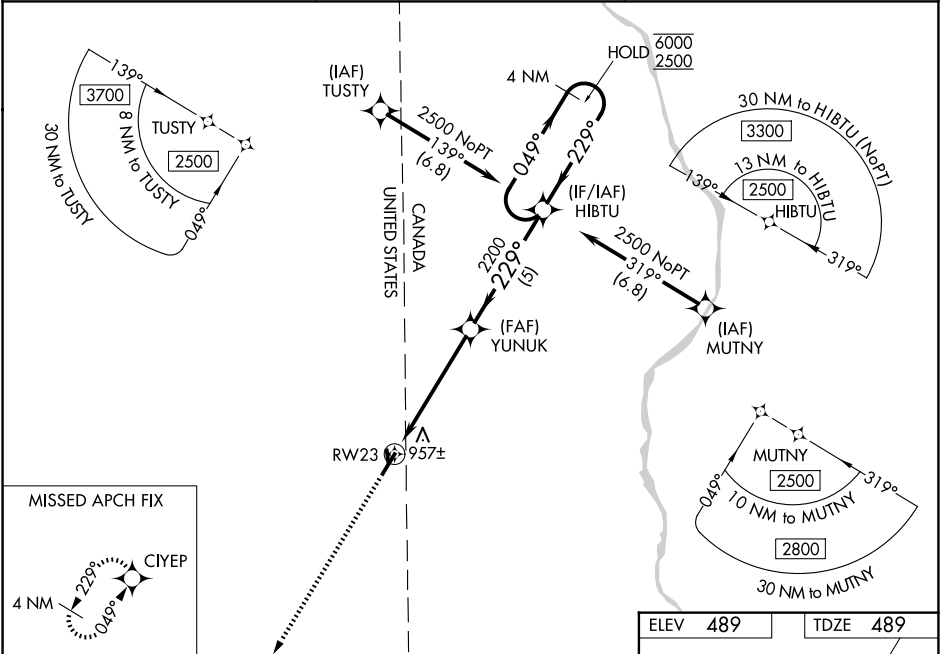 139°
3700
8 NM to TUSTY
30 NM to TUSTY
TUSTY
2500
049°
(IAF)
TUSTY
2500 NoPT
139°
(6.8)
4 NM
HOLD 6000
2500
049°
229°
(IF/IAF)
HIBTU
CANADA
UNITED STATES
2200
229°
(5)
2500 NoPT
319°
(6.8)
(IAF)
MUTNY
(FAF)
YUNUK
RW23
957±
30 NM to HIBTU (NoPT)
3300
13 NM to HIBTU
2500
139°
HIBTU
319°
MUTNY
2500
049°
319°
10 NM to MUTNY
2800
30 NM to MUTNY
MISSED APCH FIX
CIYEP
229°
049°
4 NM
ELEV 489
TDZE 489